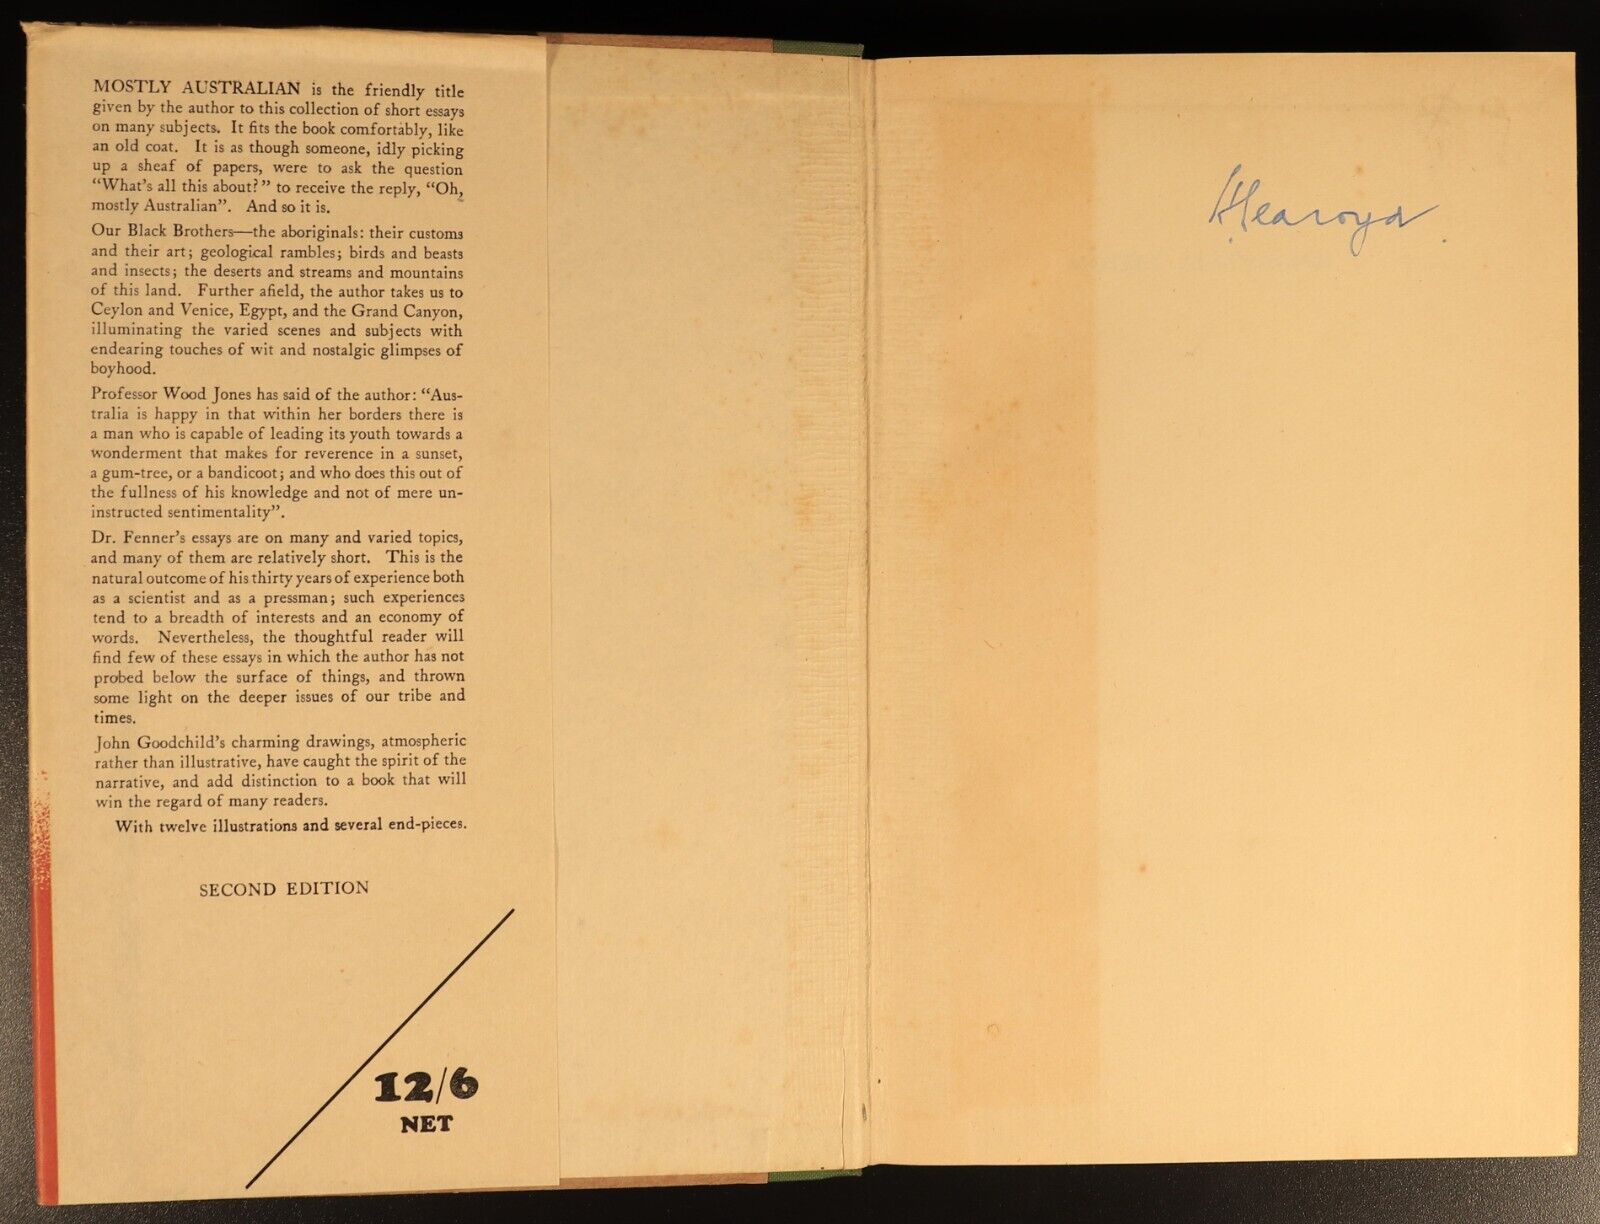 MOSTLY AUSTRALIAN is the friendly title
given by the author to this collection of short essays
on many subjects. It fits the book comfortably, like
an old coat. It is as though someone, idly picking
up a sheaf of papers, were to ask the question
“What’s all this about?” to receive the reply, “Oh,
mostly Australian”. And so it is.
Our Black Brothers—the aboriginals: their customs
and their art; geological rambles; birds and beasts
and insects; the deserts and streams and mountains
of this land. Further afield, the author takes us to
Ceylon and Venice, Egypt, and the Grand Canyon,
illuminating the varied scenes and subjects with
endearing touches of wit and nostalgic glimpses of
boyhood.
Professor Wood Jones has said of the author: “Aus-
tralia is happy in that within her borders there is
a man who is capable of leading its youth towards a
wonderment that makes for reverence in a sunset,
a gum-tree, or a bandicoot; and who does this out of
the fullness of his knowledge and not of mere un-
instructed sentimentality”.
Dr. Fenner’s essays are on many and varied topics,
and many of them are relatively short. This is the
natural outcome of his thirty years of experience both
as a scientist and as a pressman; such experiences
tend to a breadth of interests and an economy of
words. Nevertheless, the thoughtful reader will
find few of these essays in which the author has not
probed below the surface of things, and thrown
some light on the deeper issues of our tribe and
times.
John Goodchild’s charming drawings, atmospheric
rather than illustrative, have caught the spirit of the
narrative, and add distinction to a book that will
win the regard of many readers.
With twelve illustrations and several end-pieces.
SECOND EDITION
12/6
NET